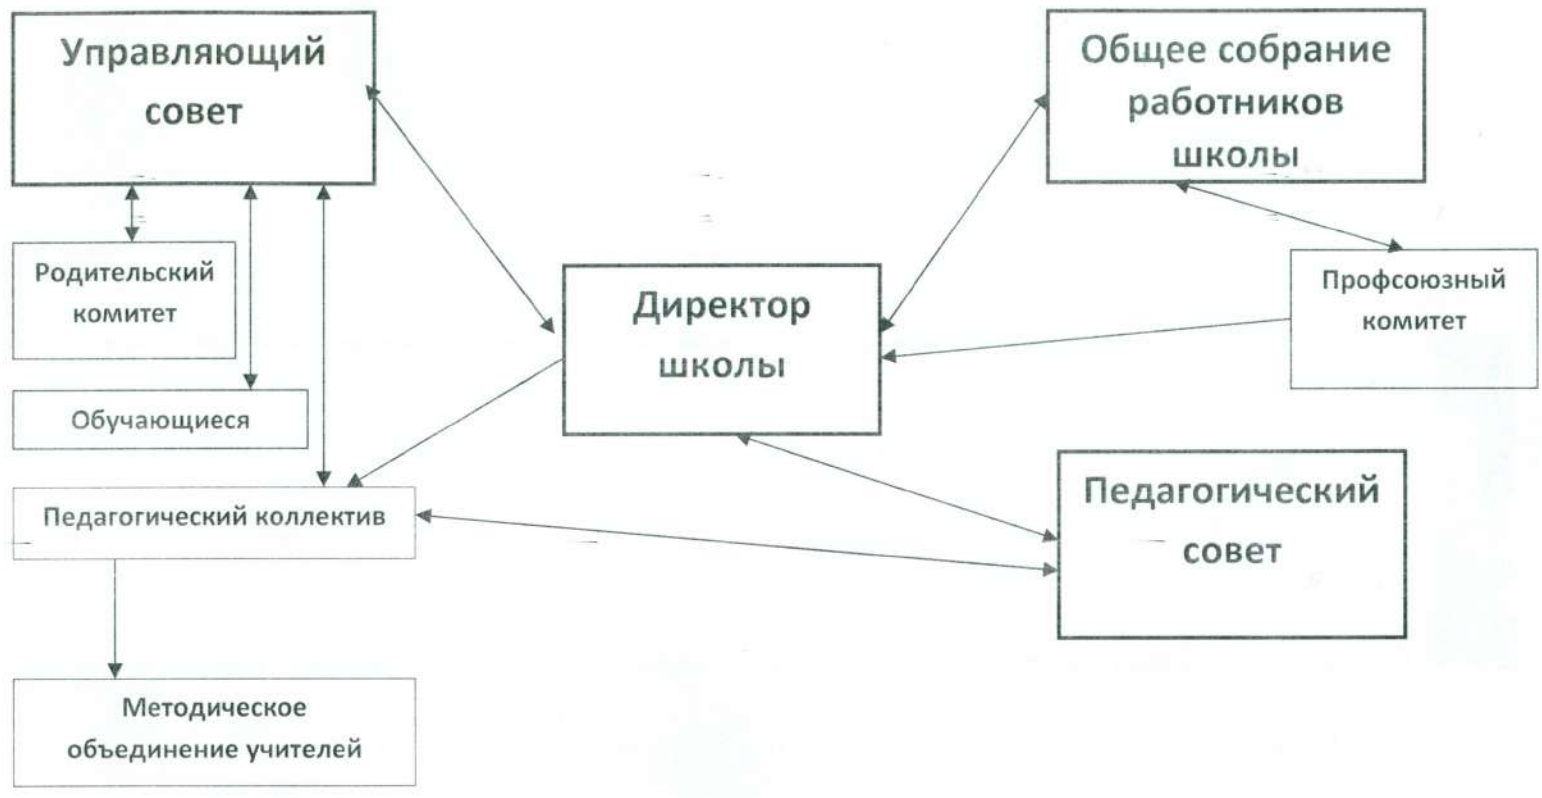 Управляющий
совет
Общее собрание
работников
школы
Родительский
комитет
Директор
школы
Профсоюзный
комитет
Обучающиеся
Педагогический коллектив
Педагогический
совет
Методическое
объединение учителей